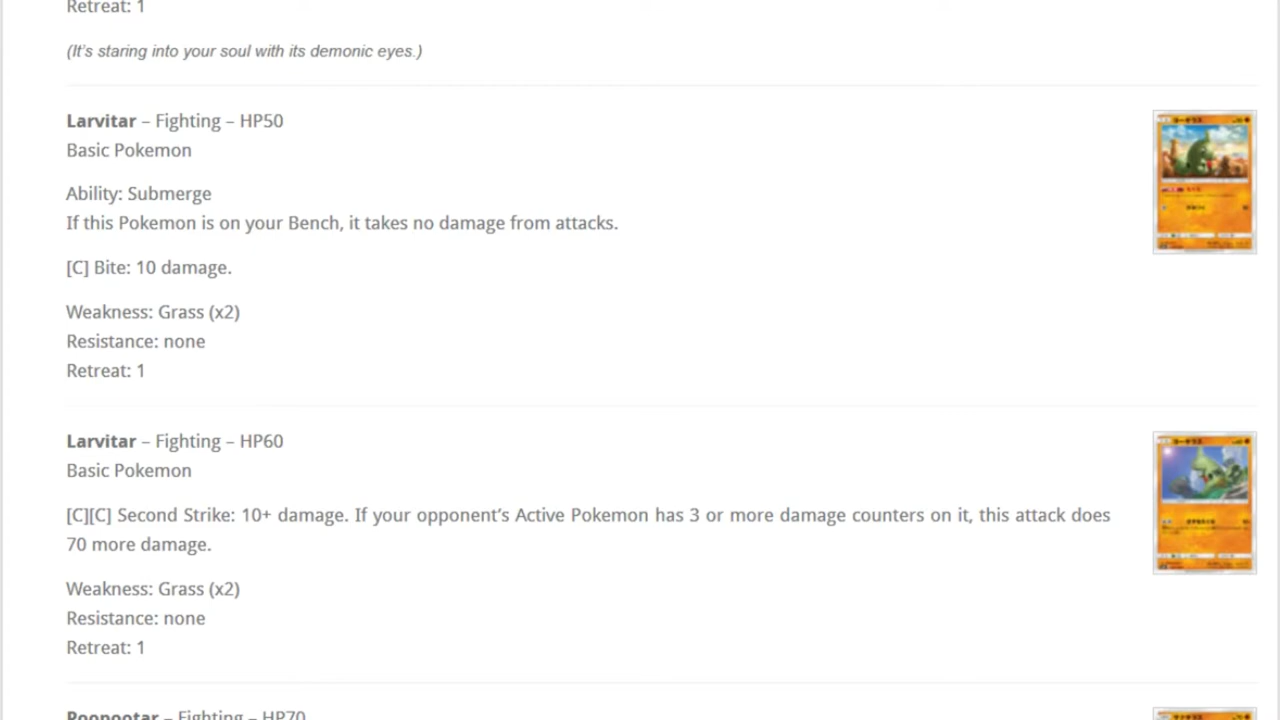 Retreat: 1
(It's staring into your soul with its demonic eyes.)
Larvitar – Fighting – HP50
Basic Pokemon
Ability: Submerge
If this Pokemon is on your Bench, it takes no damage from attacks.
[C] Bite: 10 damage.
Weakness: Grass (x2)
Resistance: none
Retreat: 1
Larvitar – Fighting – HP60
Basic Pokemon
[C][C] Second Strike: 10+ damage. If your opponent's Active Pokemon has 3 or more damage counters on it, this attack does
70 more damage.
Weakness: Grass (x2)
Resistance: none
Retreat: 1
– Fighting – HP70